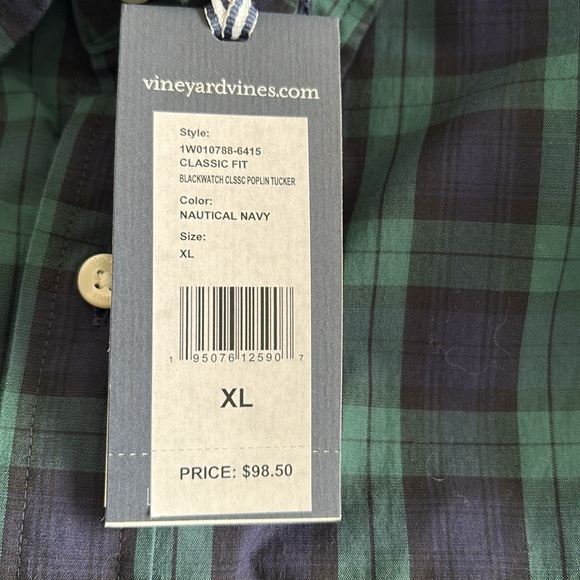 vineyardvines.com
Style:
1W010788-6415
CLASSIC FIT
BLACKWATCH CLSSC POPLIN TUCKER
Color:
NAUTICAL NAVY
Size:
XL
1 95076 12590 7
XL
PRICE: $98.50